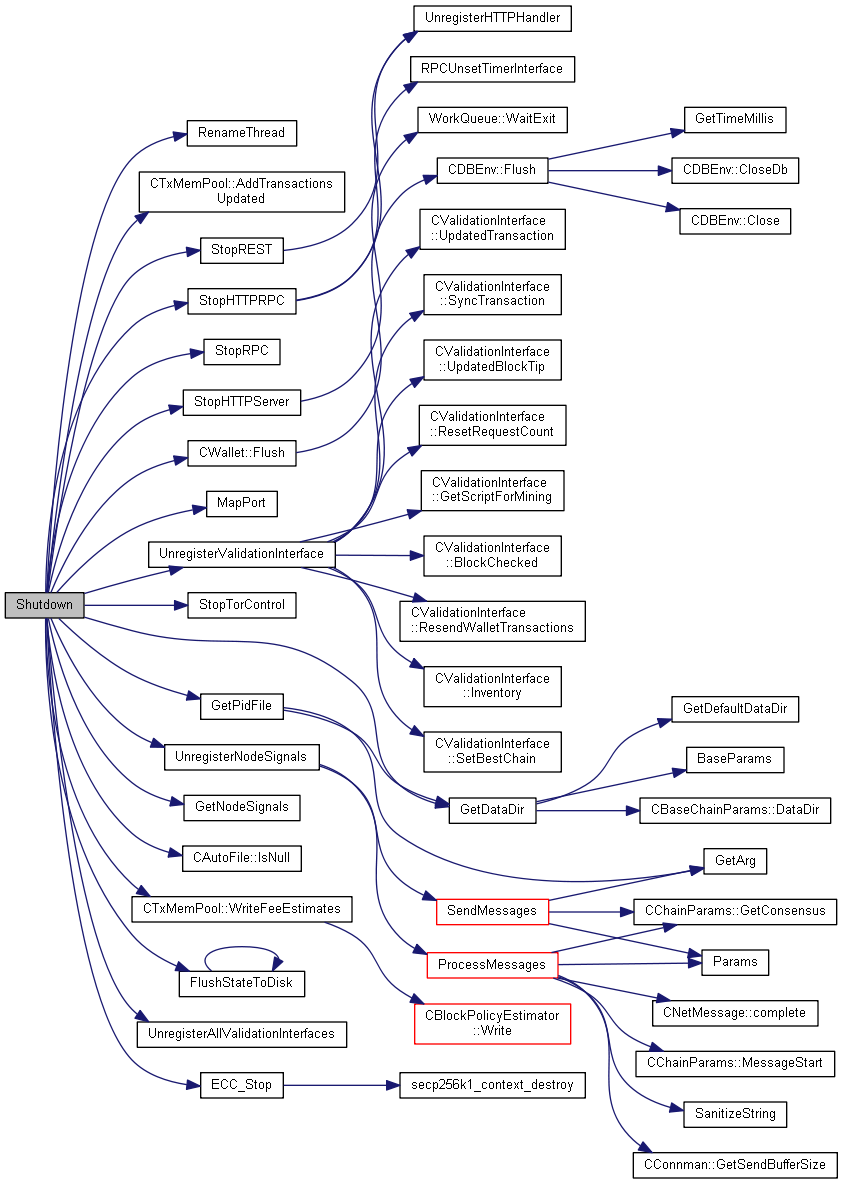 UnregisterHTTPHandler
RPCUnsetTimerInterface
WorkQueue::WaitExit
RenameThread
GetTimeMillis
CDBEnv::Flush
CDBEnv::CloseDb
CTxMemPool::AddTransactions
Updated
CDBEnv::Close
CValidationInterface
::UpdatedTransaction
StopREST
CValidationInterface
::SyncTransaction
StopHTTPRPC
StopRPC
CValidationInterface
::UpdatedBlockTip
StopHTTPServer
CValidationInterface
::ResetRequestCount
CWallet::Flush
CValidationInterface
::GetScriptForMining
MapPort
UnregisterValidationInterface
CValidationInterface
::BlockChecked
Shutdown
StopTorControl
CValidationInterface
::ResendWalletTransactions
CValidationInterface
::Inventory
GetPidFile
GetDefaultDataDir
CValidationInterface
::SetBestChain
UnregisterNodeSignals
BaseParams
GetNodeSignals
GetDataDir
CBaseChainParams::DataDir
CAutoFile::IsNull
GetArg
CTxMemPool::WriteFeeEstimates
SendMessages
CChainParams::GetConsensus
ProcessMessages
Params
FlushStateToDisk
CNetMessage::complete
CBlockPolicyEstimator
::Write
UnregisterAllValidationInterfaces
CChainParams::MessageStart
ECC_Stop
secp256k1_context_destroy
SanitizeString
CConnman::GetSendBufferSize